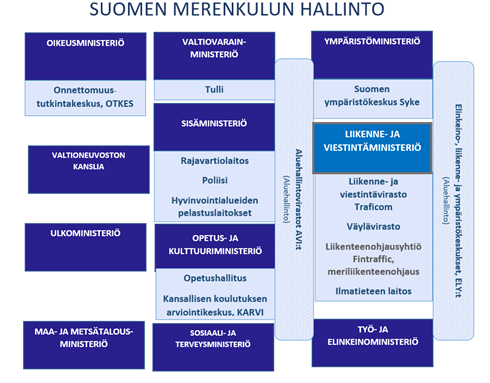 SUOMEN MERENKULUN HALLINTO
OIKEUSMINISTERIÖ
Onnettomuus-
tutkintakeskus, OTKES
VALTIONEUVOSTON
KANSLIA
ULKOMINISTERIÖ
MAA- JA METSÄTALOUS-
MINISTERIÖ
VALTIOVARAIN-
MINISTERIÖ
Tulli
SISÄMINISTERIÖ
Rajavartiolaitos
Poliisi
Hyvinvointialueiden
pelastuslaitokset
OPETUS- JA
KULTTUURIMINISTERIÖ
Opetushallitus
Kansallisen koulutuksen
arviointikeskus, KARVI
SOSIAALI- JA
TERVEYSMINISTERIÖ
Aluehallintovirastot AVI:t
(Aluehallinto)
YMPÄRISTÖMINISTERIÖ
Suomen
ympäristökeskus Syke
LIIKENNE- JA
VIESTINTÄMINISTERIÖ
Liikenne- ja
viestintävirasto
Traficom
Väylävirasto
Liikenteenohjausyhtiö
Fintraffic,
meriliikenteenohjaus
Ilmatieteen laitos
TYÖ- JA
ELINKEINOMINISTERIÖ
Elinkeino-, liikenne- ja ympäristökeskukset, ELY:t
(Aluehallinto)